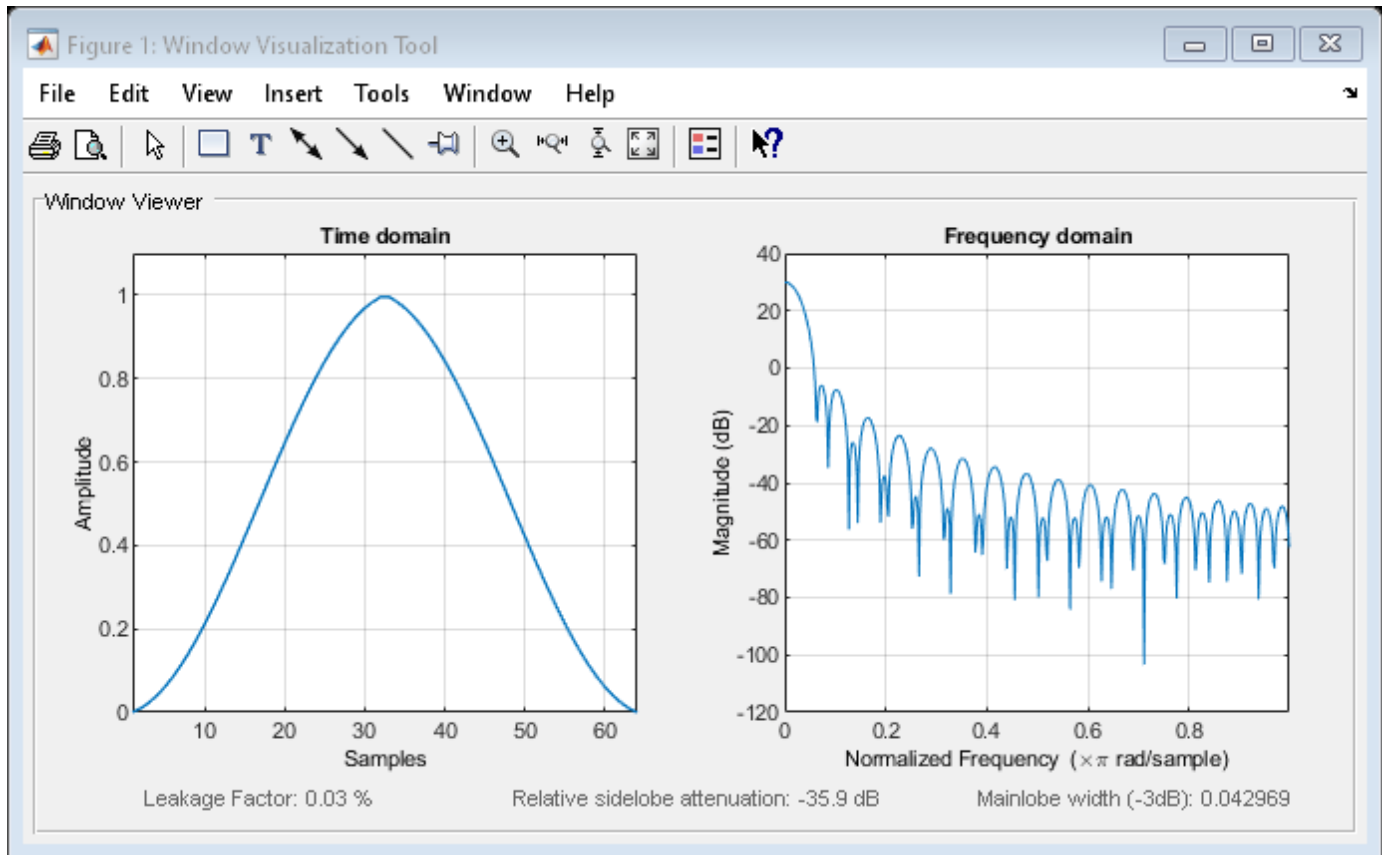 Figure 1: Window Visualization Tool
File Edit View Insert Tools Window Help
T
?
Window Viewer
Time domain
1
0.8
0.6
0.4
0.2
0
Amplitude
10 20 30 40 50 60
Samples
Frequency domain
40
20
0
-20
-40
-60
-80
-100
-120
Magnitude (dB)
0 0.2 0.4 0.6 0.8
Normalized Frequency (×π rad/sample)
Leakage Factor: 0.03 % Relative sidelobe attenuation: -35.9 dB Mainlobe width (-3dB): 0.042969